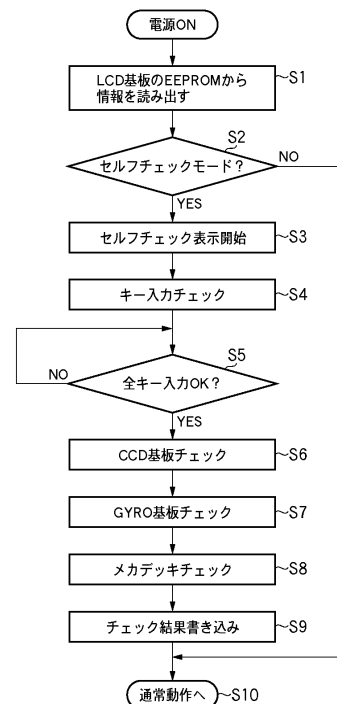 電源ON
LCD基板のEEPROMから
情報を読み出す
S1
S2
セルフチェックモード?
NO
YES
セルフチェック表示開始
S3
キー入力チェック
S4
S5
NO
全キー入力OK?
YES
CCD基板チェック
S6
GYRO基板チェック
S7
メカデッキチェック
S8
チェック結果書き込み
S9
通常動作へ
S10